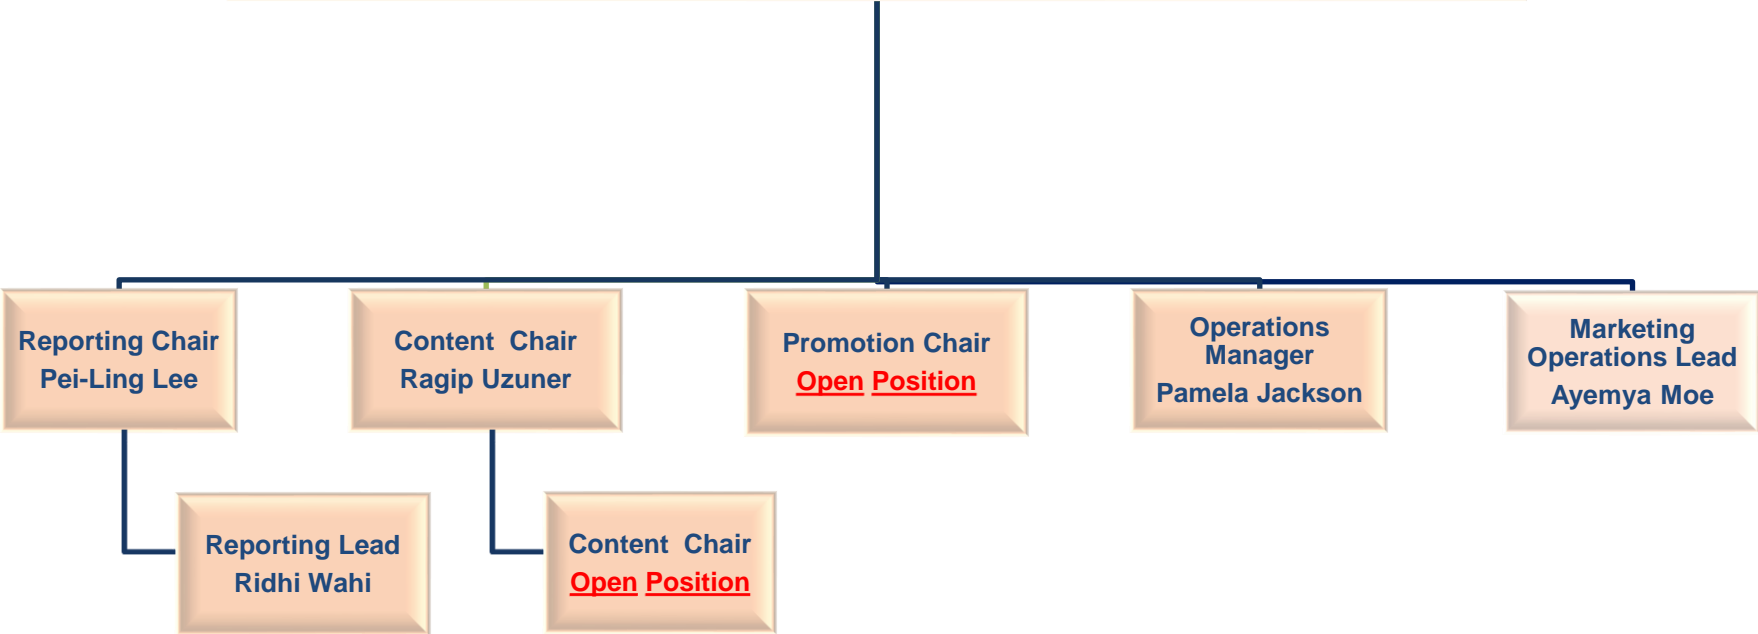 Reporting Chair
Pei-Ling Lee
Content Chair
Ragip Uzuner
Promotion Chair
Open Position
Operations
Manager
Pamela Jackson
Marketing
Operations Lead
Ayemya Moe
Reporting Lead
Ridhi Wahi
Content Chair
Open Position